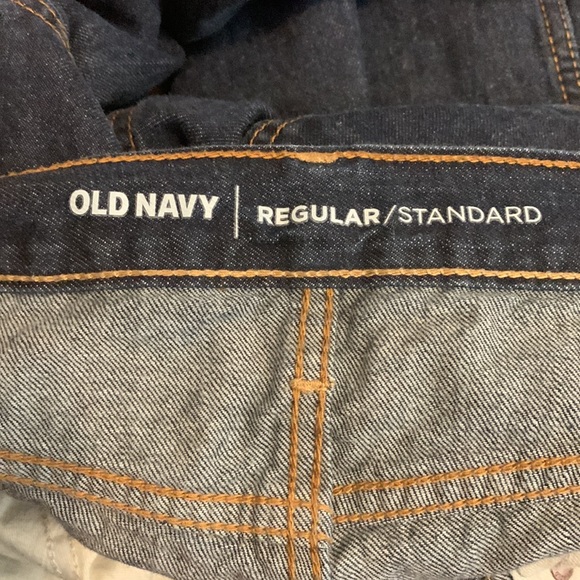 OLD NAVY | REGULAR/STANDARD